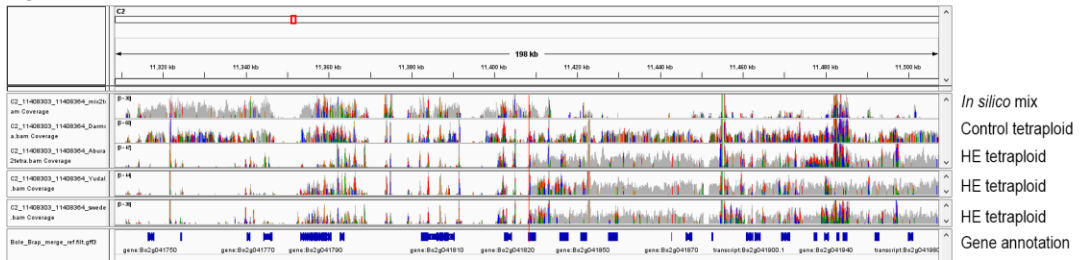 C2
198 kb
11,320 kb 11,340 kb 11,360 kb 11,380 kb 11,400 kb 11,420 kb 11,440 kb 11,460 kb 11,480 kb 11,500 kb
C2_11408303_11408364_mix2b
am Coverage
In silico mix
C2_11408303_11408364_Darm
a.bam Coverage
Control tetraploid
C2_11408303_11408364_Abura
2tetra.bam Coverage
HE tetraploid
C2_11408303_11408364_Yudal
.bam Coverage
HE tetraploid
C2_11408303_11408364_swede
.bam Coverage
HE tetraploid
Bole_Brap_merge_ref.filt.gff3
Gene annotation
gene:Bo2g041750 gene:Bo2g041770 gene:Bo2g041790 gene:Bo2g041810 gene:Bo2g041820 gene:Bo2g041850 gene:Bo2g041870 transcript:Bo2g041900.1 gene:Bo2g041940 transcript:Bo2g041980